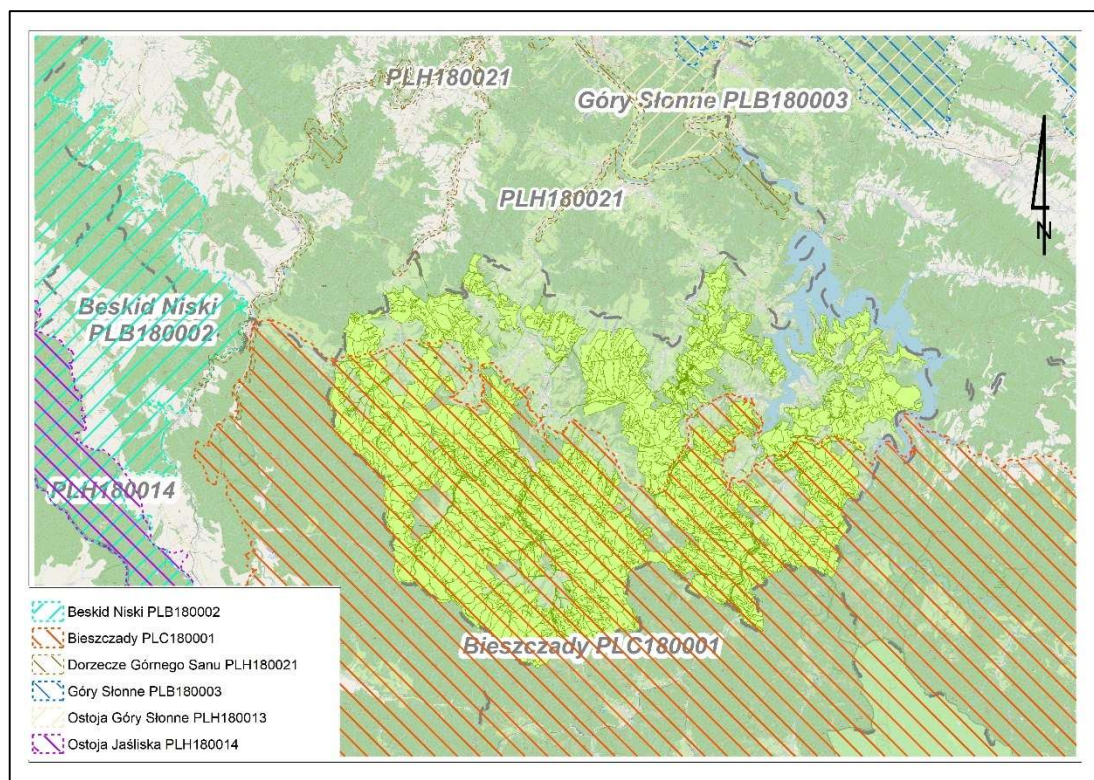 PLH180021
Góry Słonne PLB180003
PLH180021
N
Beskid Niski
PLB180002
PLH180014
Bieszczady PLC180001
Beskid Niski PLB180002
Bieszczady PLC180001
Dorzecze Górnego Sanu PLH180021
Góry Słonne PLB180003
Ostoja Góry Słonne PLH180013
Ostoja Jaśliska PLH180014